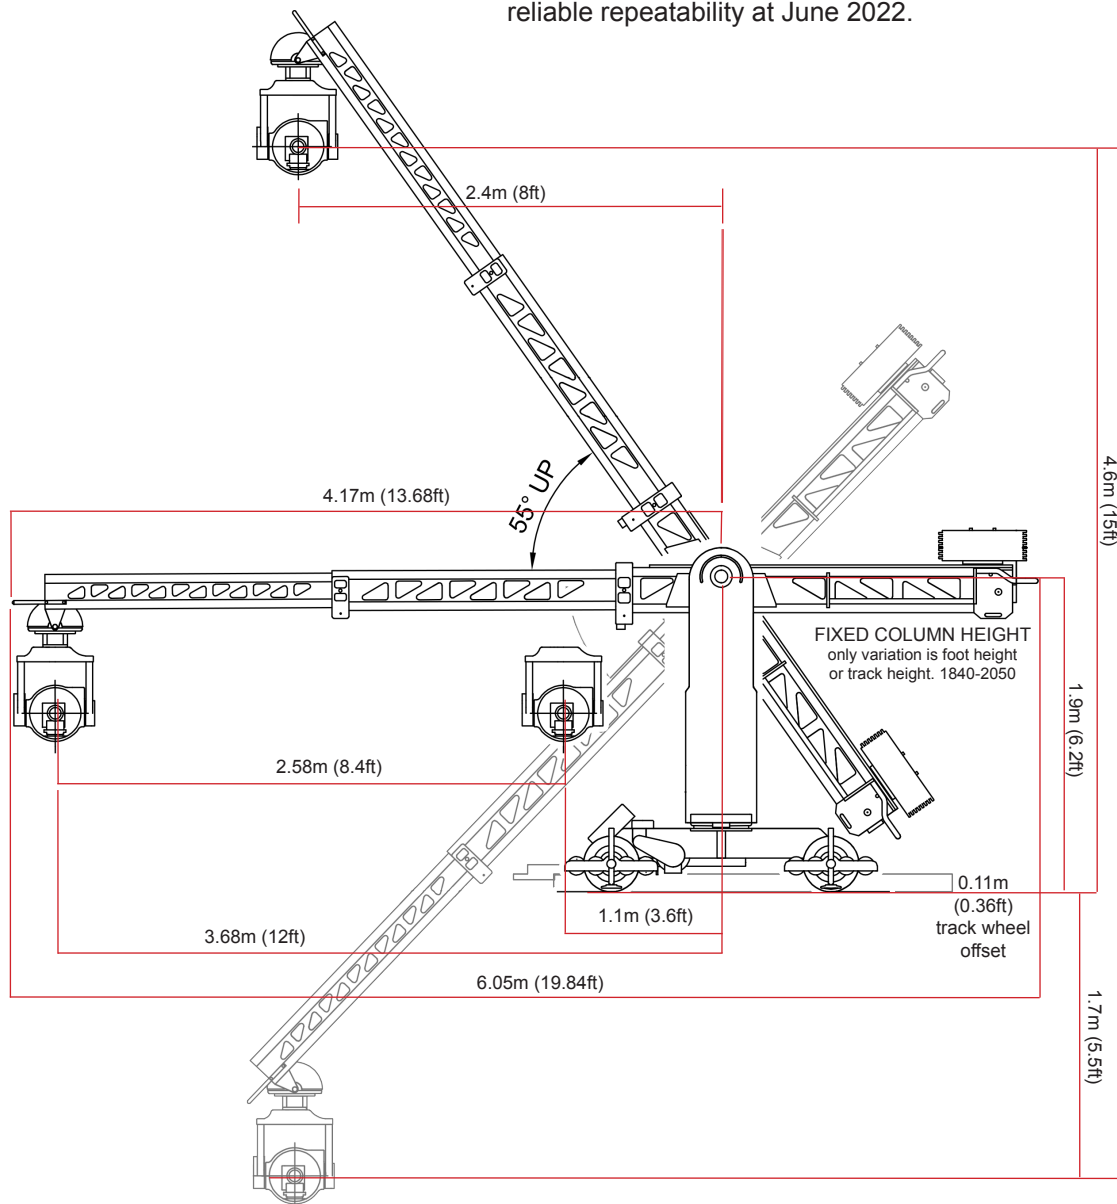 reliable repeatability at June 2022.
2.4m (8ft)
55° UP
4.17m (13.68ft)
4.6m (15ft)
FIXED COLUMN HEIGHT
only variation is foot height
or track height. 1840-2050
1.9m (6.2ft)
2.58m (8.4ft)
0.11m
(0.36ft)
track wheel
offset
1.1m (3.6ft)
3.68m (12ft)
6.05m (19.84ft)
1.7m (5.5ft)